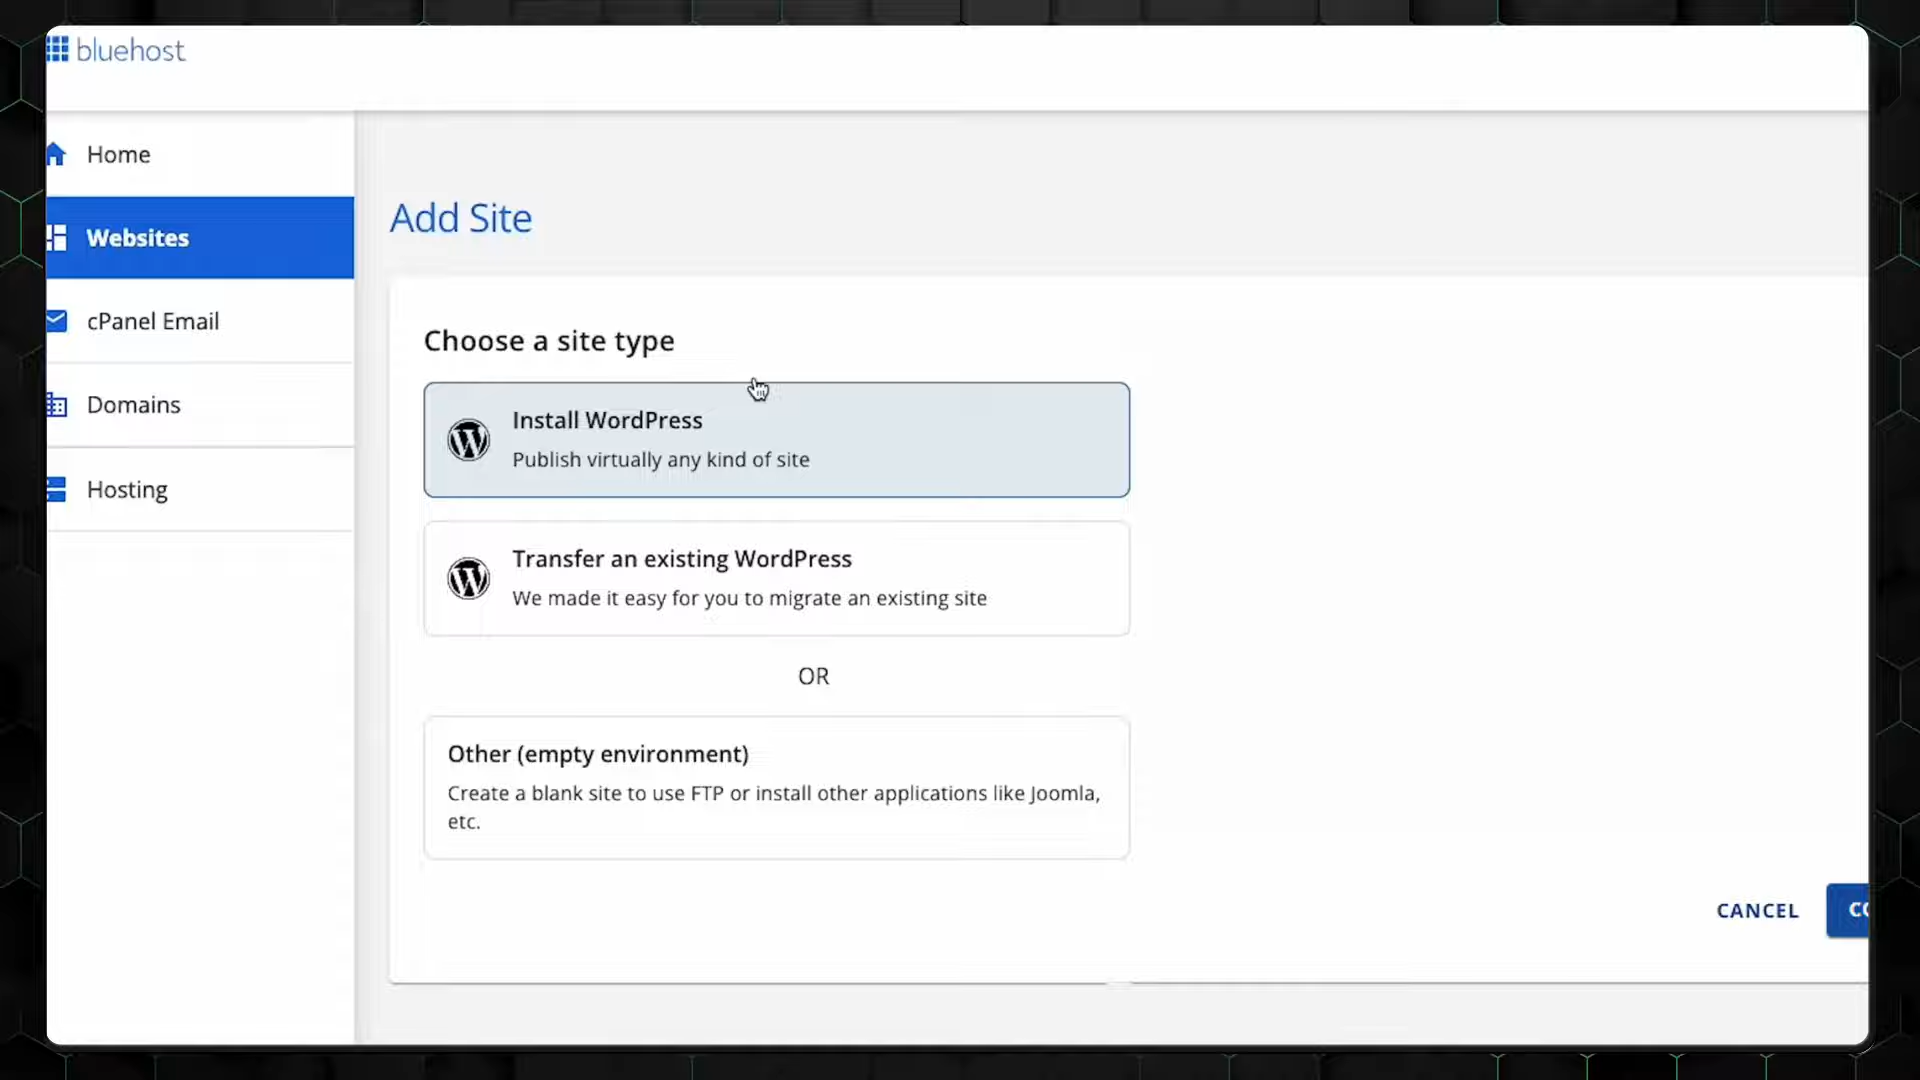 bluehost
Home
Websites
cPanel Email
Domains
Hosting
Add Site
Choose a site type
Install WordPress
Publish virtually any kind of site
Transfer an existing WordPress
We made it easy for you to migrate an existing site
OR
Other (empty environment)
Create a blank site to use FTP or install other applications like Joomla,
etc.
CANCEL